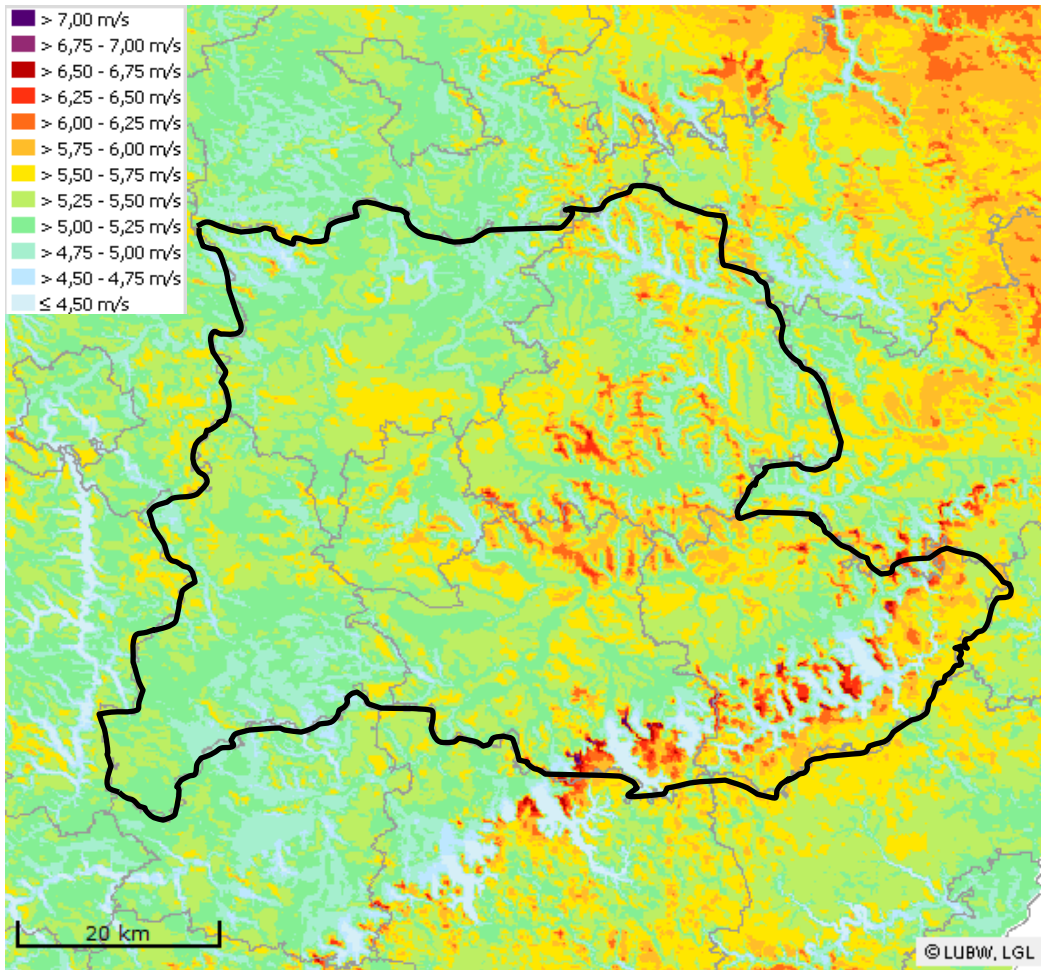 > 7,00 m/s
> 6,75 - 7,00 m/s
> 6,50 - 6,75 m/s
> 6,25 - 6,50 m/s
> 6,00 - 6,25 m/s
> 5,75 - 6,00 m/s
> 5,50 - 5,75 m/s
> 5,25 - 5,50 m/s
> 5,00 - 5,25 m/s
> 4,75 - 5,00 m/s
> 4,50 - 4,75 m/s
≤ 4,50 m/s
20 km
© LUBW, LGL